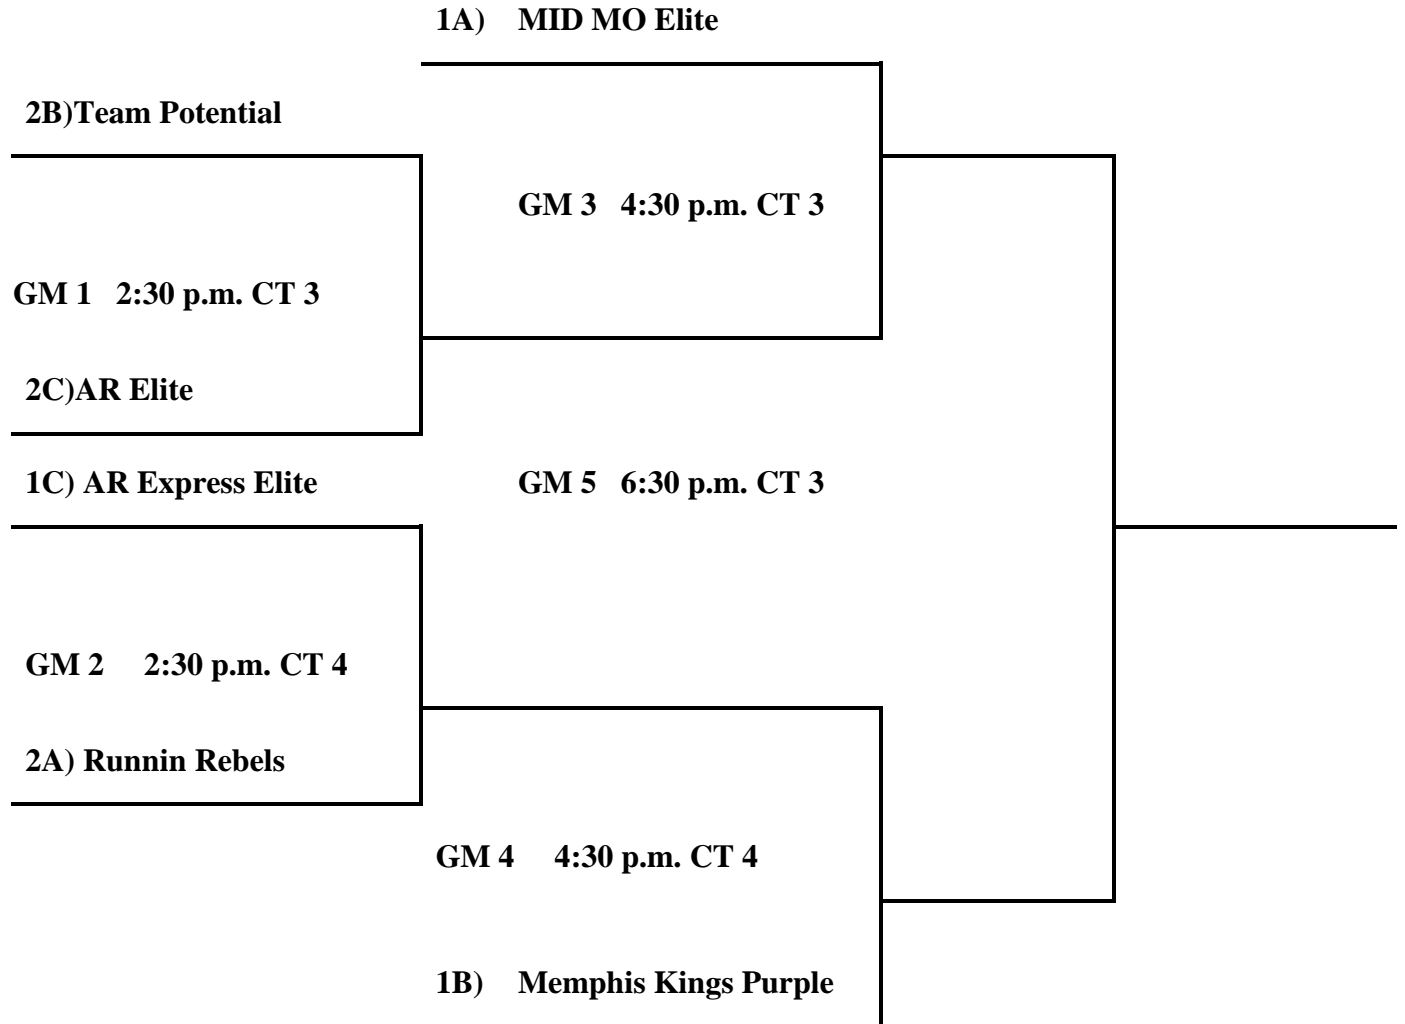 1A) MID MO Elite
2B)Team Potential
GM 3 4:30 p.m. CT 3
GM 1 2:30 p.m. CT 3
2C)AR Elite
1C) AR Express Elite
GM 5 6:30 p.m. CT 3
GM 2 2:30 p.m. CT 4
2A) Runnin Rebels
GM 4 4:30 p.m. CT 4
1B) Memphis Kings Purple